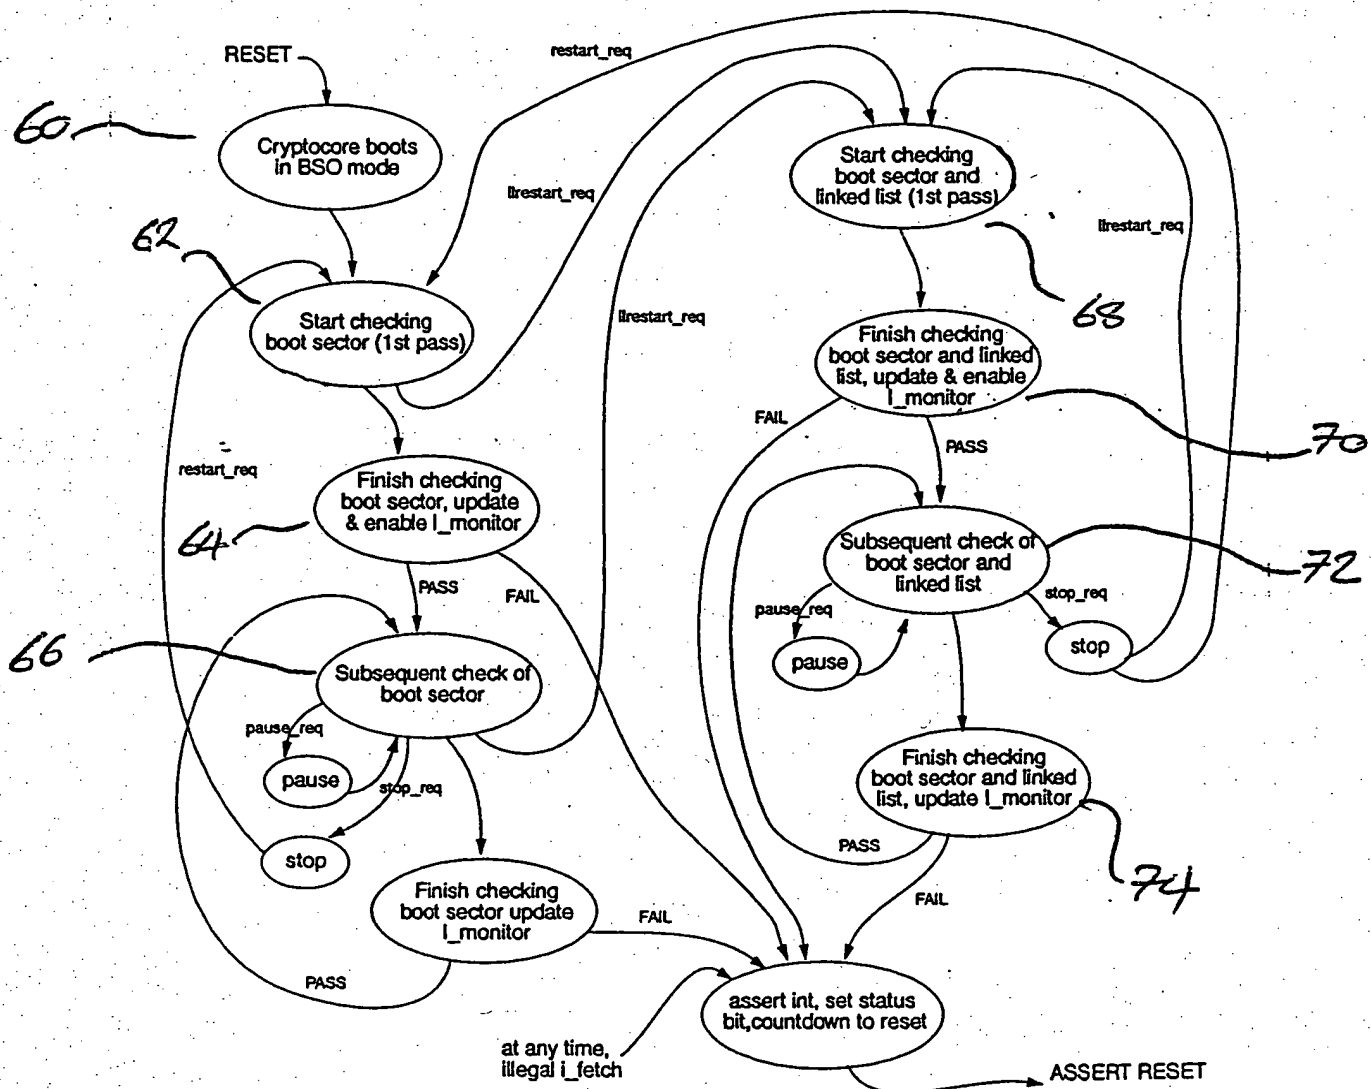 restart_req
RESET
60
Cryptocore boots
in BSO mode
Start checking
boot sector and
linked list (1st pass)
llrestart_req
llrestart_req
62
68
Start checking
boot sector (1st pass)
llrestart_req
Finish checking
boot sector and linked
list, update & enable
I_monitor
FAIL
PASS
70
restart_req
Finish checking
boot sector, update
& enable I_monitor
64
Subsequent check of
boot sector and
linked list
72
PASS
FAIL
pause_req
stop_req
pause
stop
66
Subsequent check of
boot sector
pause_req
pause
stop_req
stop
Finish checking
boot sector and linked
list, update I_monitor
PASS
74
FAIL
Finish checking
boot sector update
I_monitor
FAIL
PASS
assert int, set status
bit,countdown to reset
at any time,
illegal i_fetch
ASSERT RESET